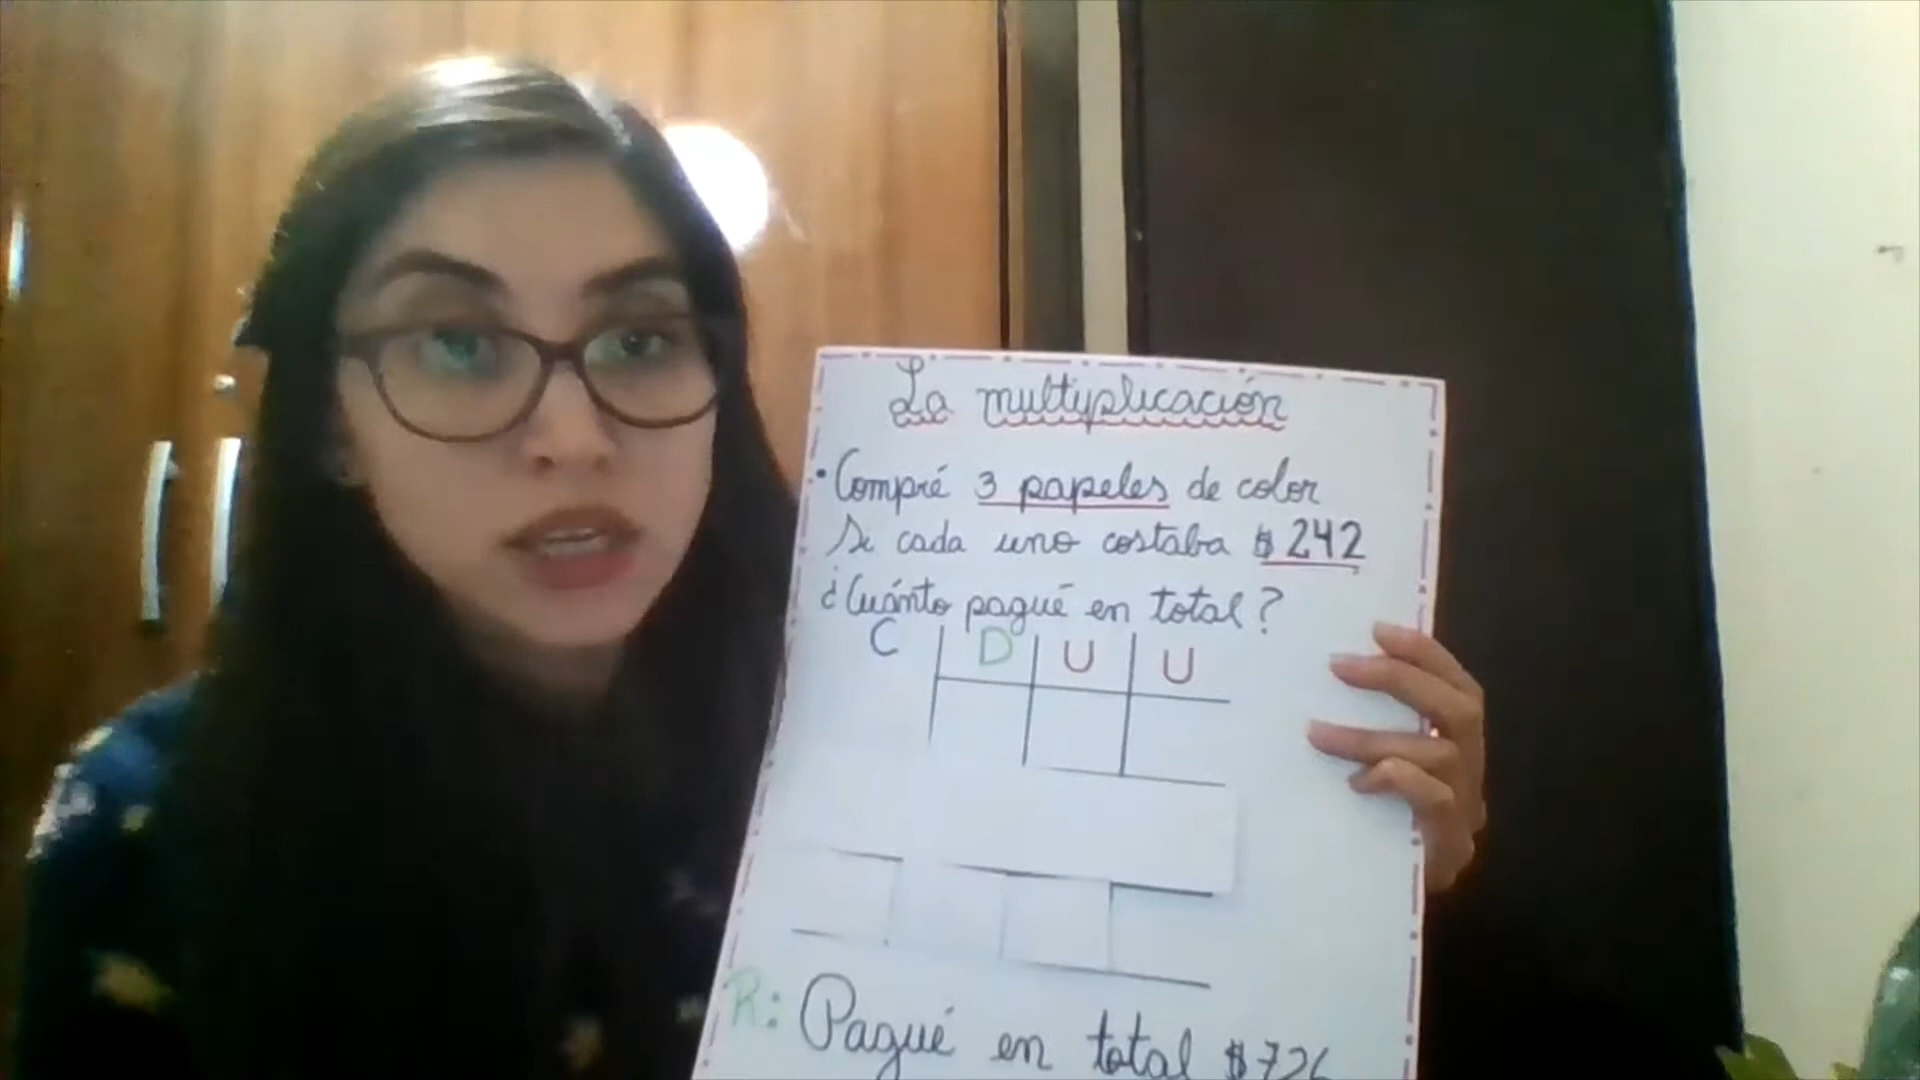 La multiplicación
• Compré 3 papeles de color
Si cada uno costaba $ 242
¿Cuánto pagué en total?
C D U U
R: Pagué en total $726